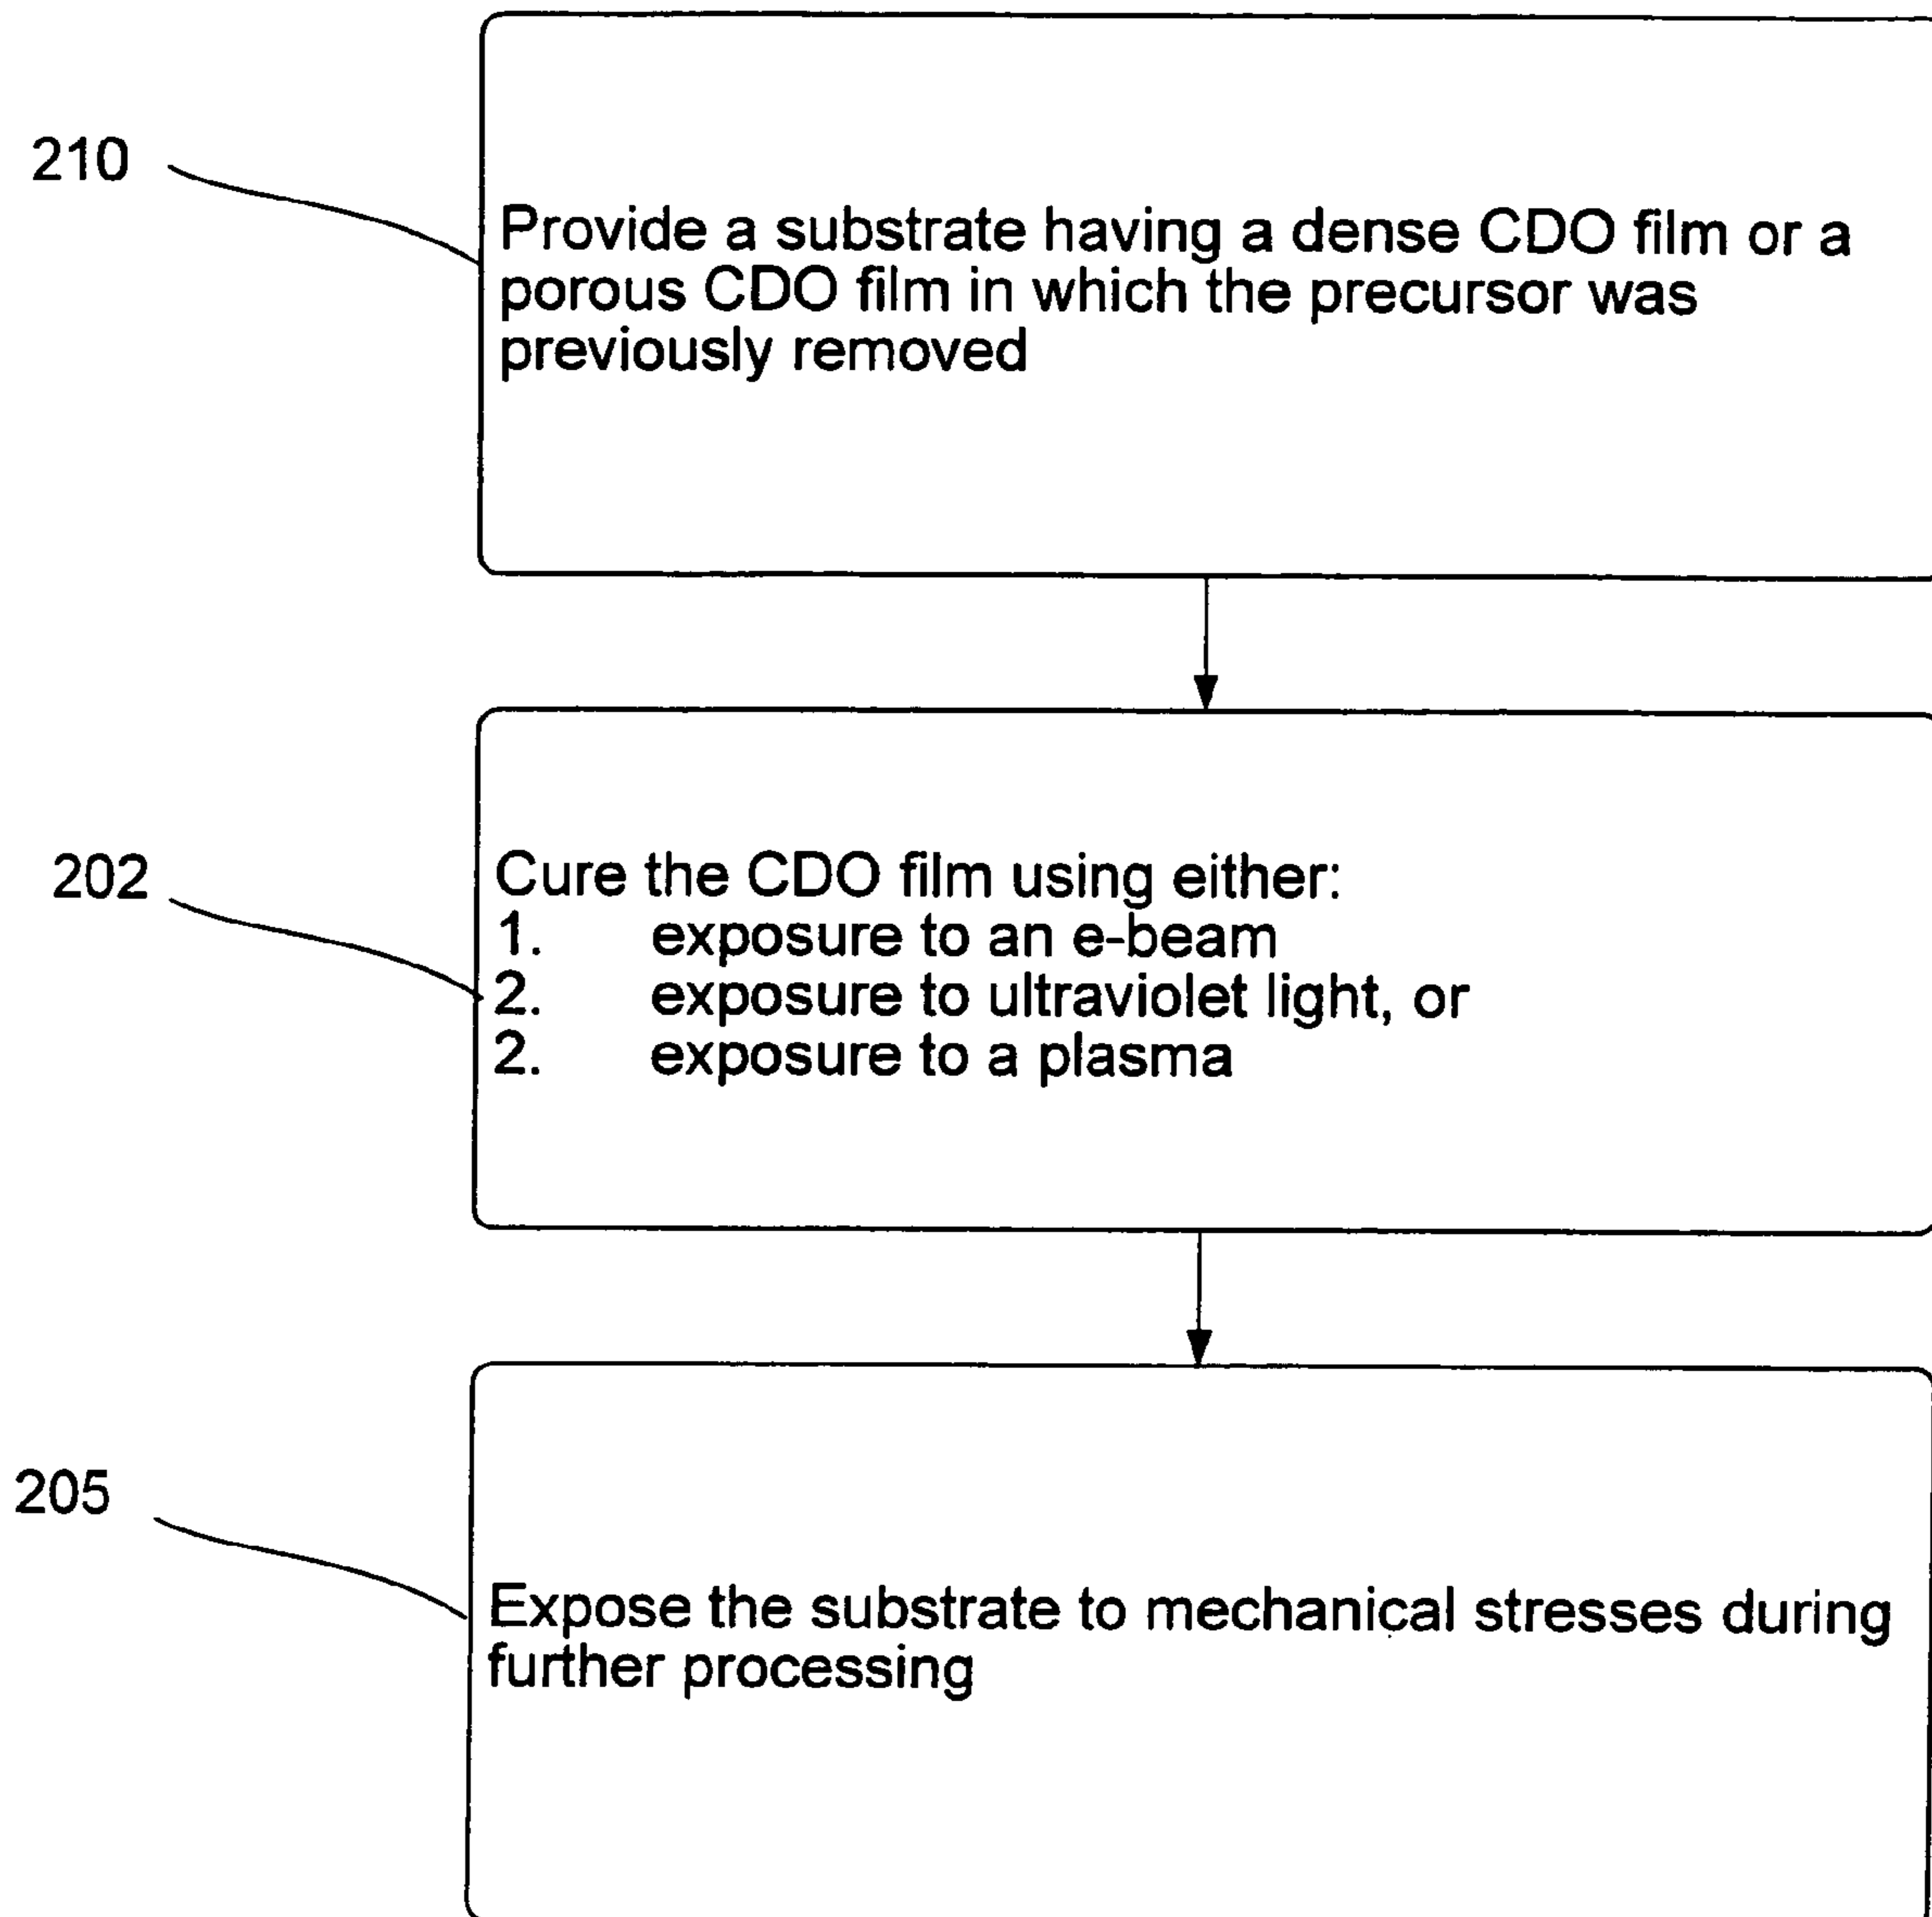 210
Provide a substrate having a dense CDO film or a
porous CDO film in which the precursor was
previously removed
202
Cure the CDO film using either:
1. exposure to an e-beam
2. exposure to ultraviolet light, or
2. exposure to a plasma
205
Expose the substrate to mechanical stresses during
further processing